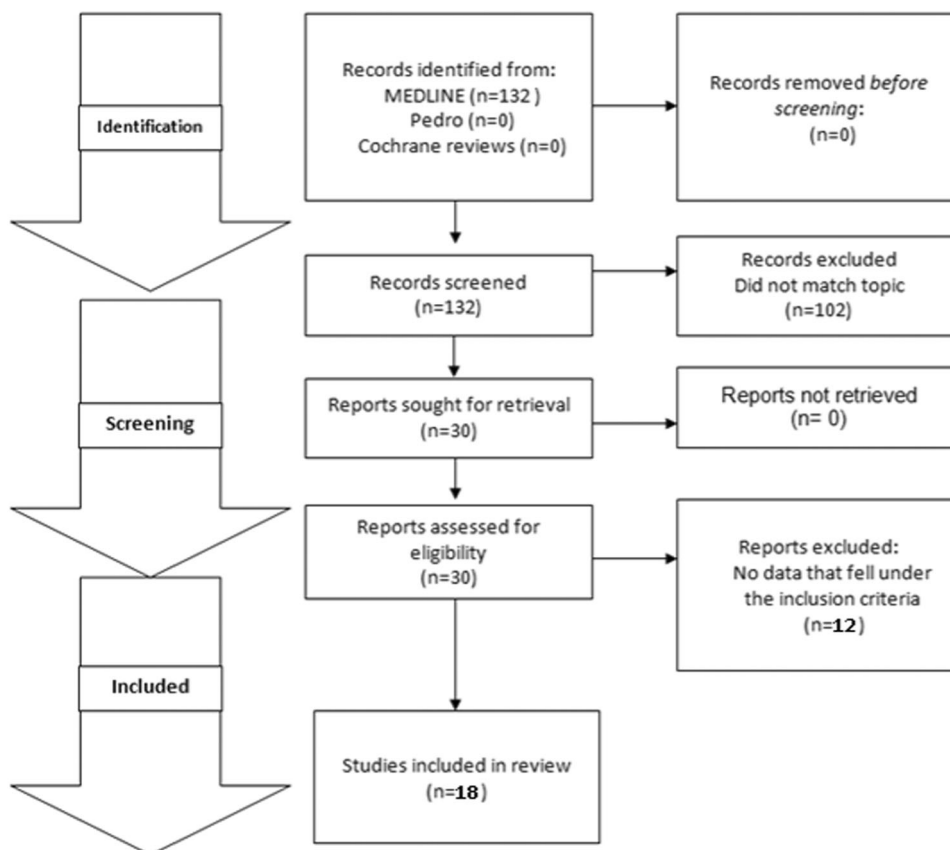 Identification
Records identified from:
MEDLINE (n=132 )
Pedro (n=0)
Cochrane reviews (n=0)
Records removed before
screening:
(n=0)
Records screened
(n=132)
Records excluded
Did not match topic
(n=102)
Screening
Reports sought for retrieval
(n=30)
Reports not retrieved
(n= 0)
Reports assessed for
eligibility
(n=30)
Reports excluded:
No data that fell under
the inclusion criteria
(n=12)
Included
Studies included in review
(n=18)